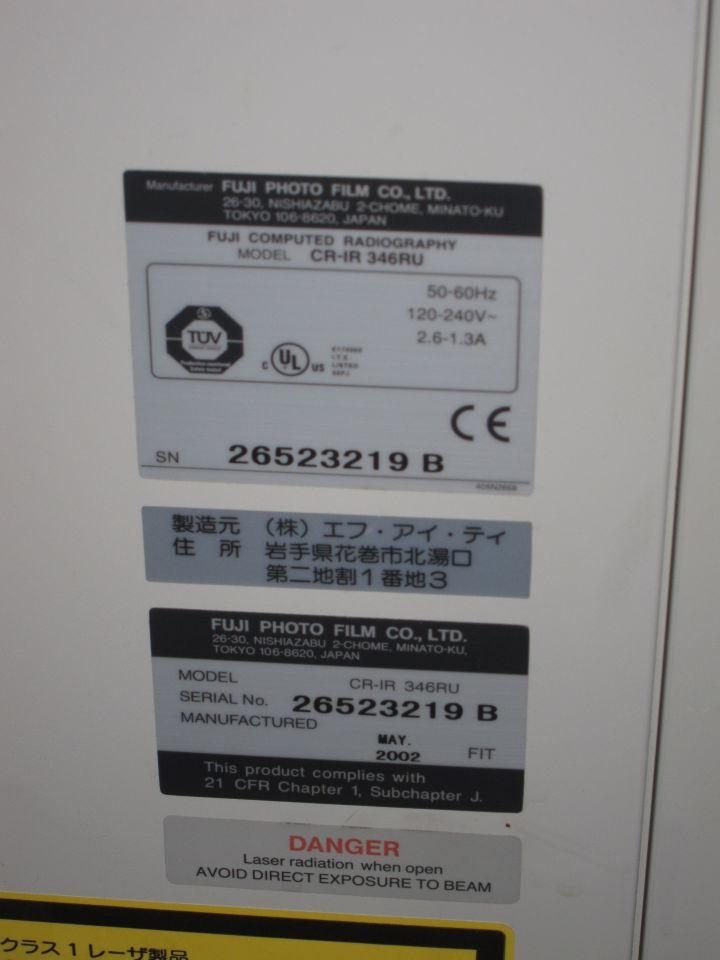 Manufacturer FUJI PHOTO FILM CO., LTD.
26-30, NISHIAZABU 2-CHOME, MINATO-KU
TOKYO 106-8620, JAPAN
FUJI COMPUTED RADIOGRAPHY
MODEL CR-IR 346RU
50-60Hz
120-240V~
2.6-1.3A
TÜV
C UL US
LISTED
CE
SN 26523219 B
製造元 (株) エフ・アイ・ティ
住 所 岩手県花巻市北湯口
第二地割1番地3
FUJI PHOTO FILM CO., LTD.
26-30, NISHIAZABU 2-CHOME, MINATO-KU,
TOKYO 106-8620, JAPAN
MODEL CR-IR 346RU
SERIAL No. 26523219 B
MANUFACTURED
MAY.
2002 FIT
This product complies with
21 CFR Chapter 1, Subchapter J.
DANGER
Laser radiation when open
AVOID DIRECT EXPOSURE TO BEAM
クラス1レーザ製品